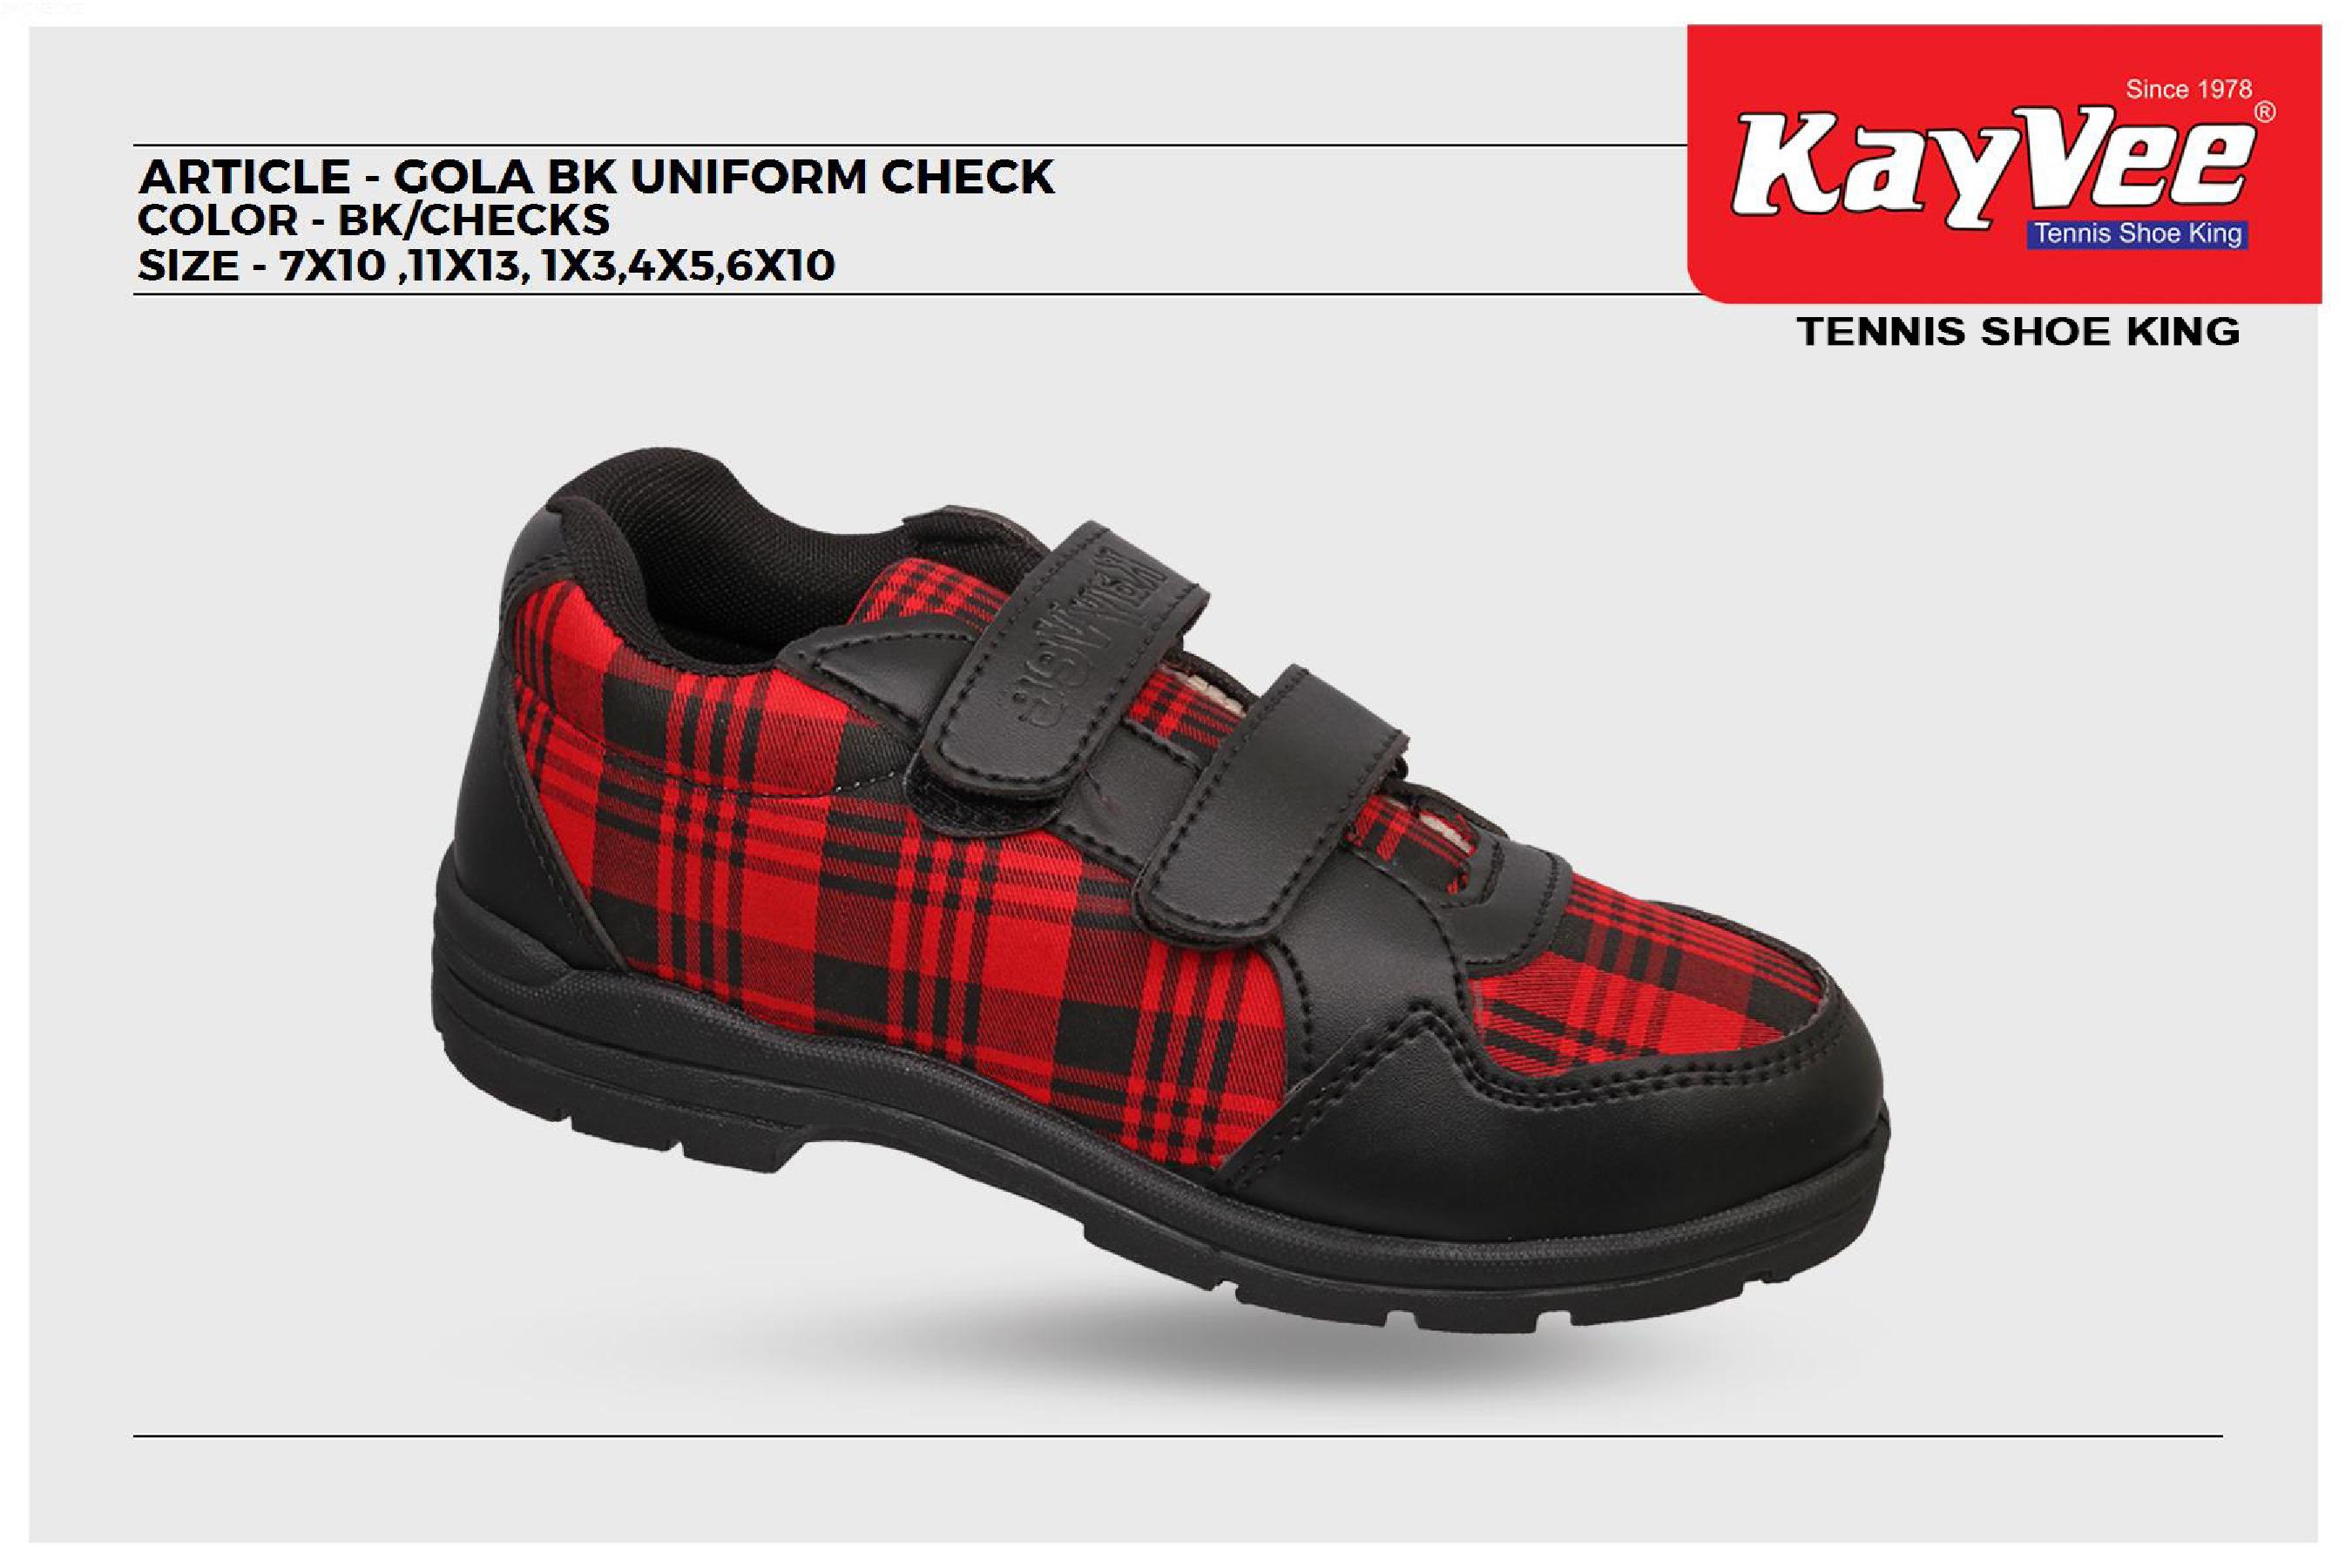 Since 1978
KayVee®
Tennis Shoe King
TENNIS SHOE KING
ARTICLE - GOLA BK UNIFORM CHECK
COLOR - BK/CHECKS
SIZE - 7X10 ,11X13, 1X3,4X5,6X10